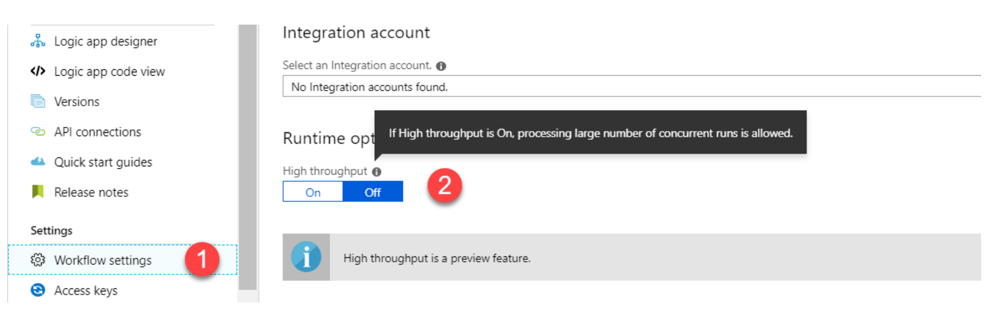 Logic app designer
Logic app code view
Versions
API connections
Quick start guides
Release notes
Settings
Workflow settings
1
Access keys
Integration account
Select an Integration account.
No Integration accounts found.
Runtime opt
If High throughput is On, processing large number of concurrent runs is allowed.
High throughput
On Off
2
High throughput is a preview feature.